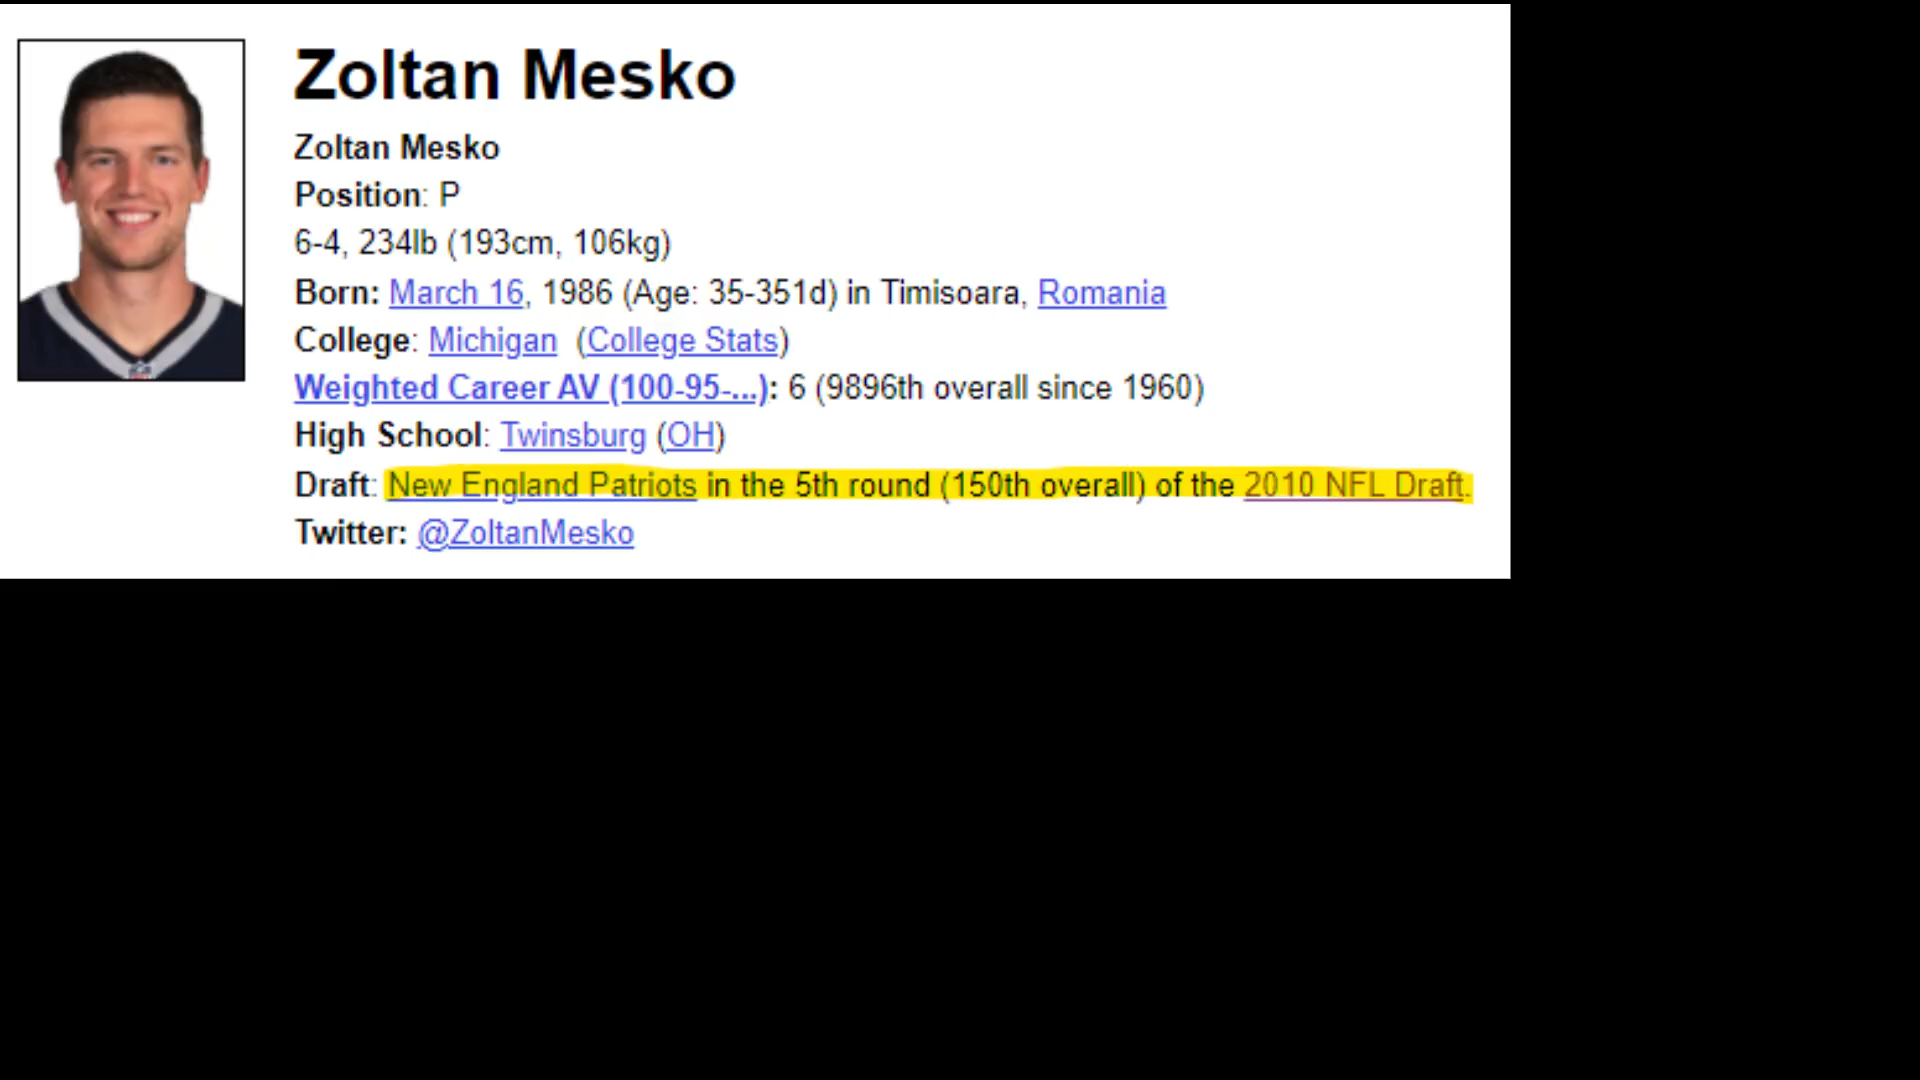 Zoltan Mesko
Zoltan Mesko
Position: P
6-4, 234lb (193cm, 106kg)
Born: March 16, 1986 (Age: 35-351d) in Timisoara, Romania
College: Michigan (College Stats)
Weighted Career AV (100-95-...): 6 (9896th overall since 1960)
High School: Twinsburg (OH)
Draft: New England Patriots in the 5th round (150th overall) of the 2010 NFL Draft.
Twitter: @ZoltanMesko